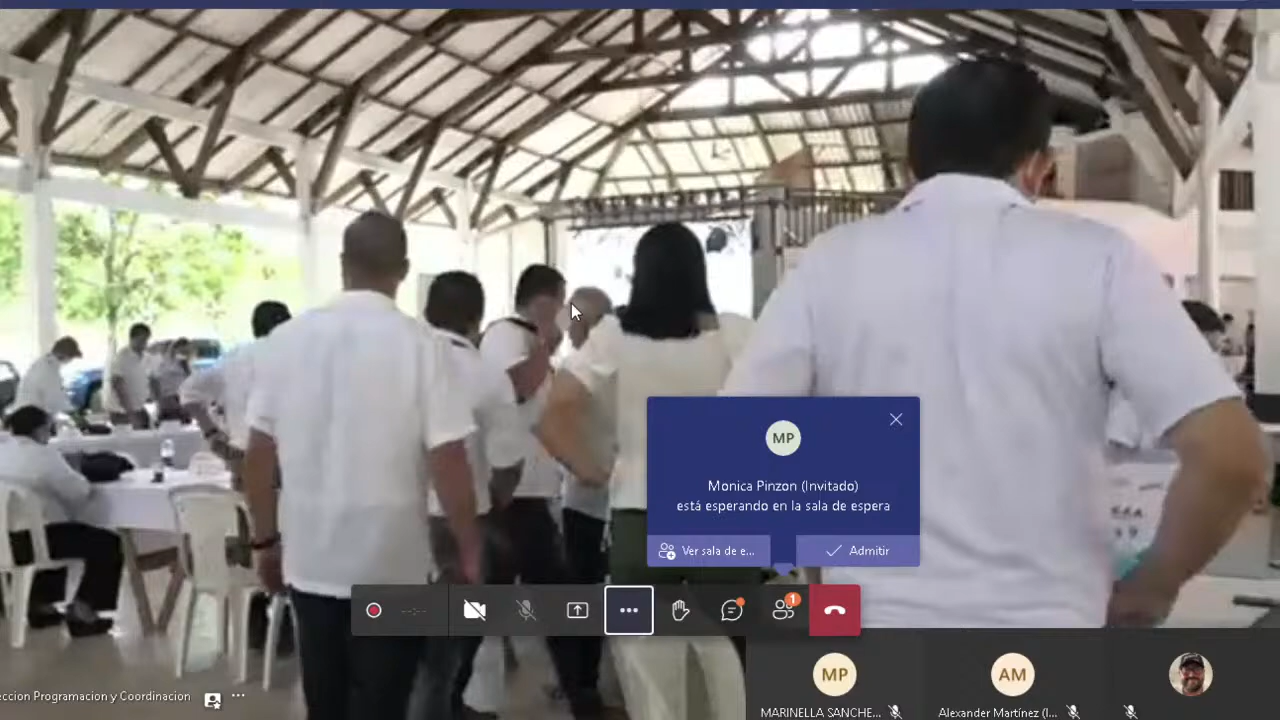 MP
Monica Pinzon (Invitado)
está esperando en la sala de espera
Ver sala de e...
Admitir
1
eccion Programacion y Coordinacion
MP
AM
MARINELLA SANCHE...
Alexander Martínez (I...